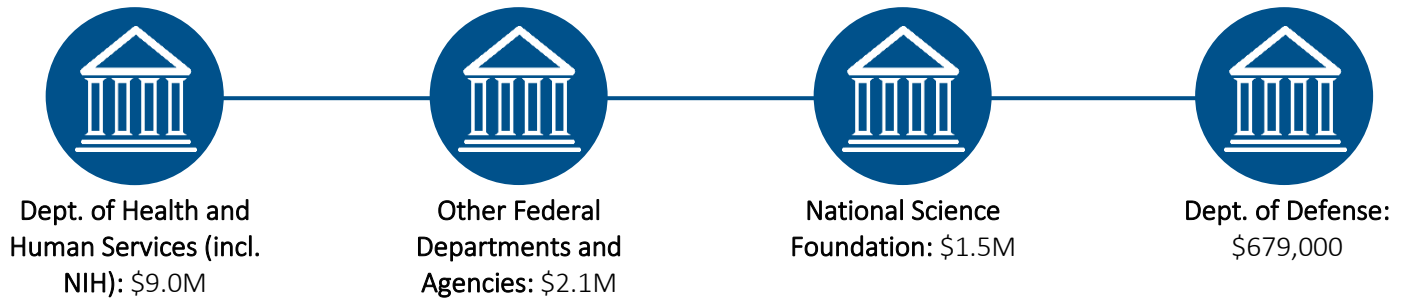 Dept. of Health and
Human Services (incl.
NIH): $9.0M
Other Federal
Departments and
Agencies: $2.1M
National Science
Foundation: $1.5M
Dept. of Defense:
$679,000